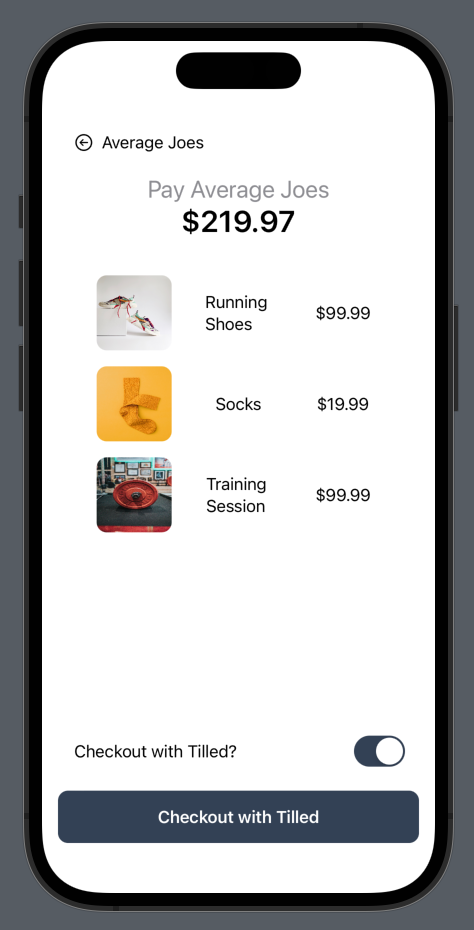 Average Joes
Pay Average Joes
$219.97
Running
Shoes
$99.99
Socks
$19.99
Training
Session
$99.99
Checkout with Tilled?
Checkout with Tilled